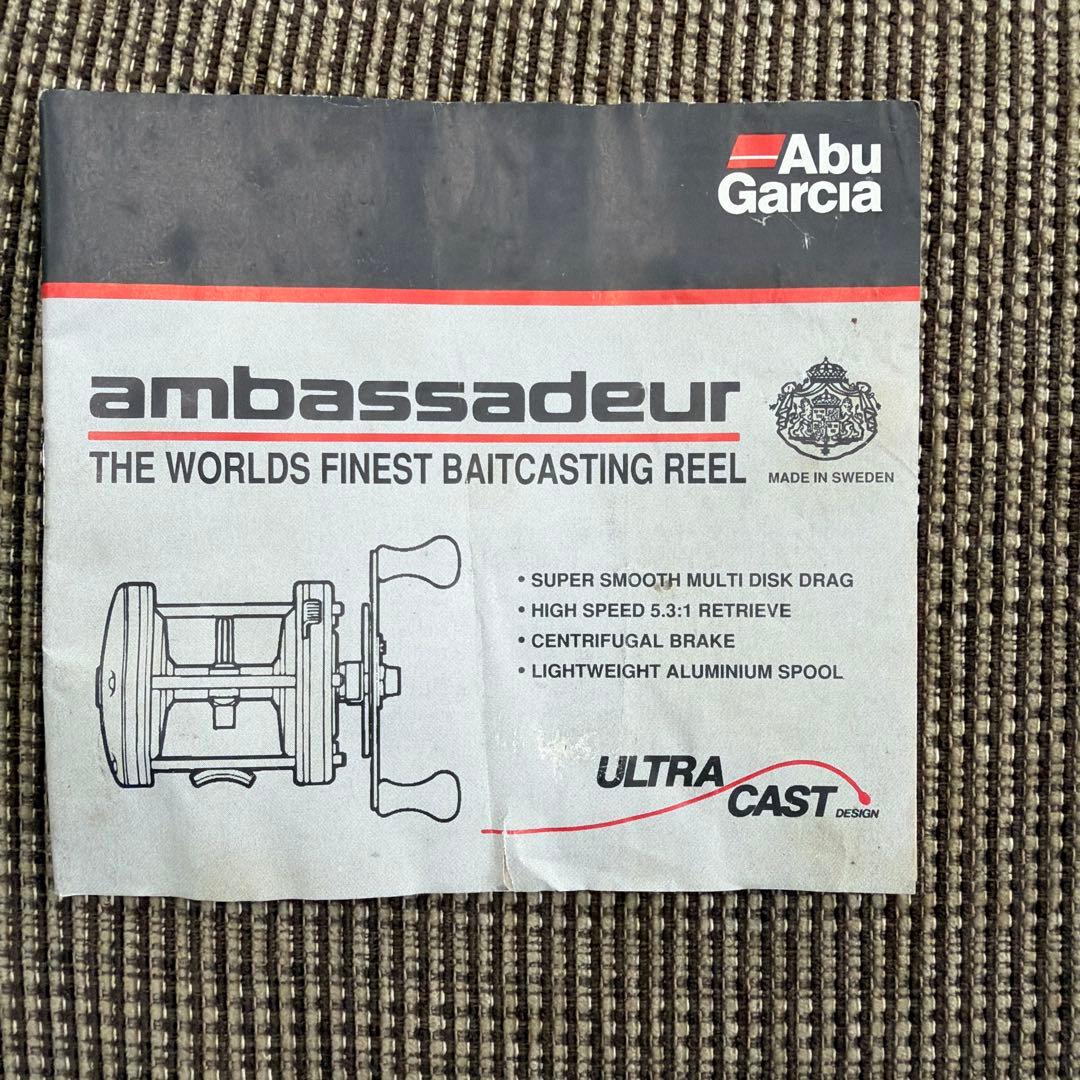 Abu
Garcia
ambassadeur
THE WORLDS FINEST BAITCASTING REEL
MADE IN SWEDEN
• SUPER SMOOTH MULTI DISK DRAG
• HIGH SPEED 5.3:1 RETRIEVE
• CENTRIFUGAL BRAKE
• LIGHTWEIGHT ALUMINIUM SPOOL
ULTRA
CAST DESIGN